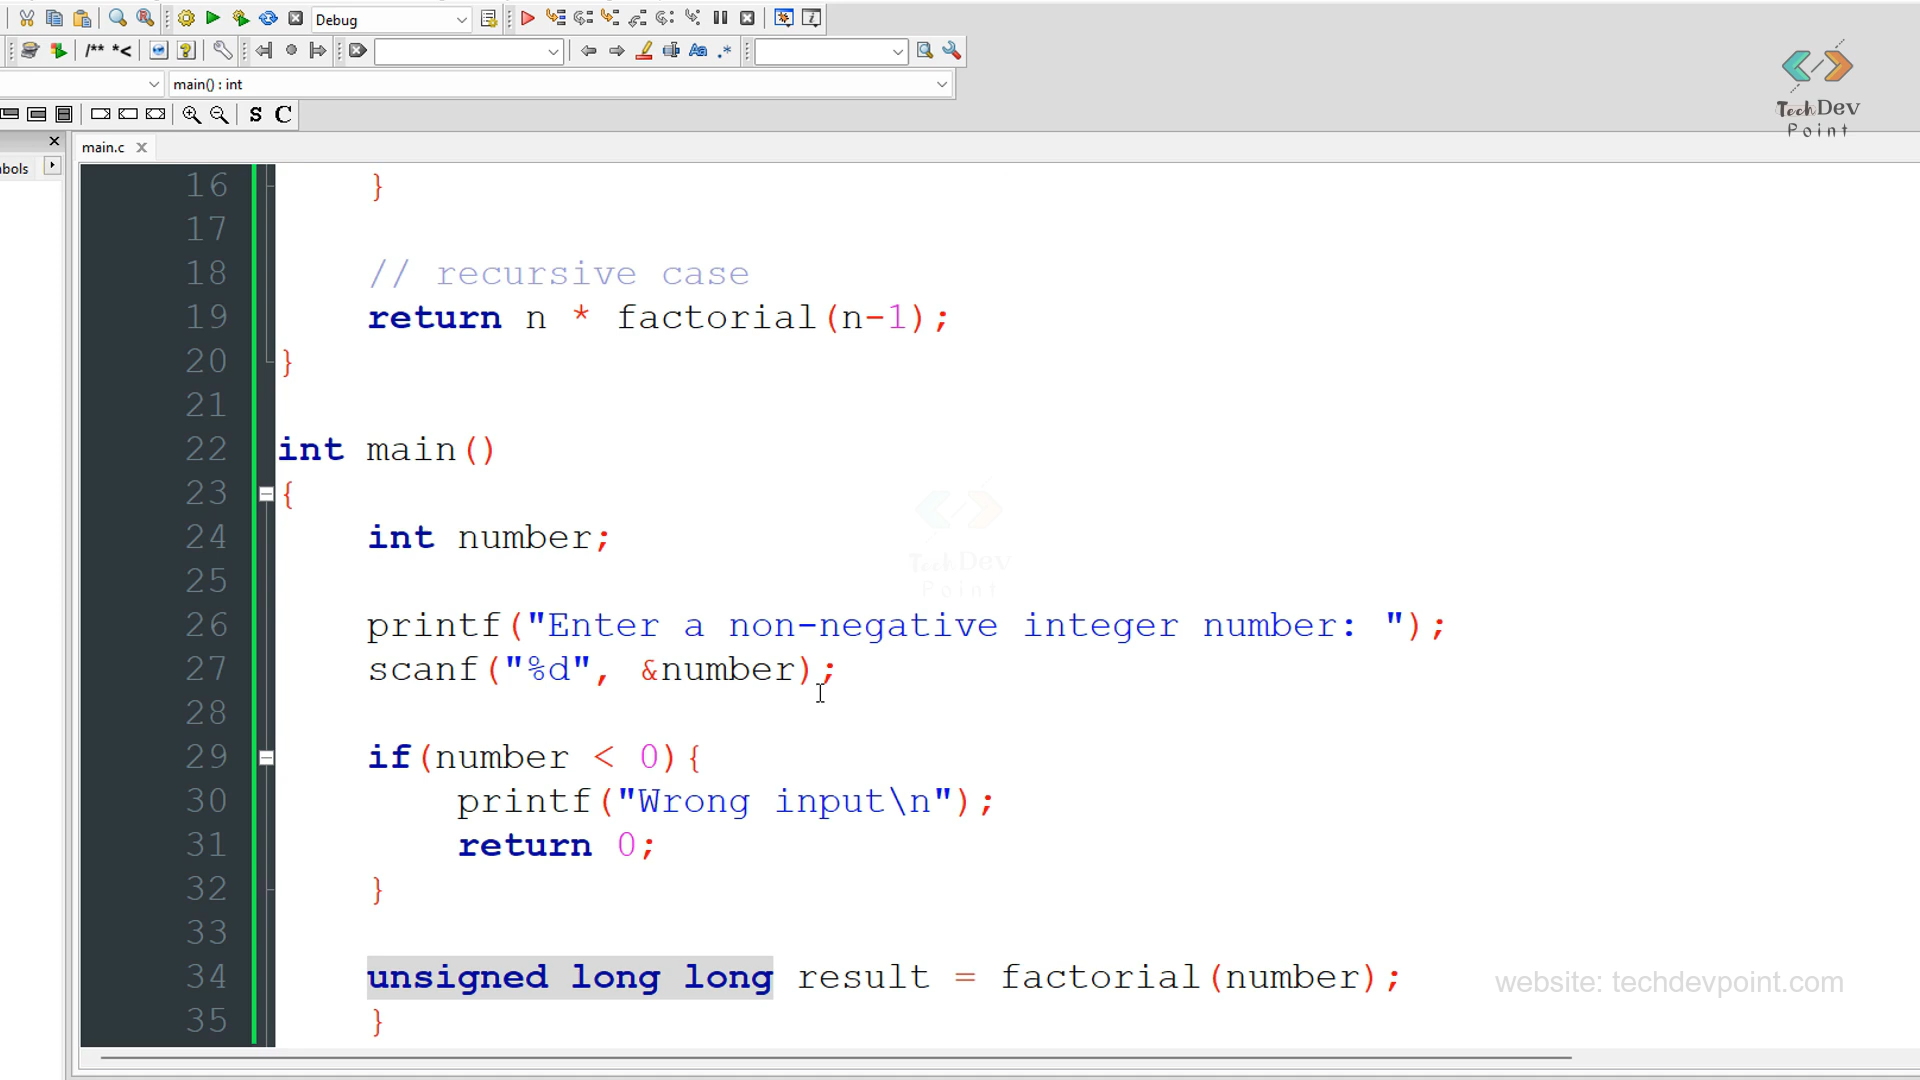 Debug
/** *<
Aa .*
main() : int
S C
TechDev
Point
main.c
bols
16 }
17
18 // recursive case
19 return n * factorial(n-1);
20 }
21
22 int main()
23 {
24 int number;
25
26 printf("Enter a non-negative integer number: ");
27 scanf("%d", &number);
28
29 if(number < 0){
30 printf("Wrong input\n");
31 return 0;
32 }
33
34 unsigned long long result = factorial(number);
35 }
TechDev
Point
website: techdevpoint.com